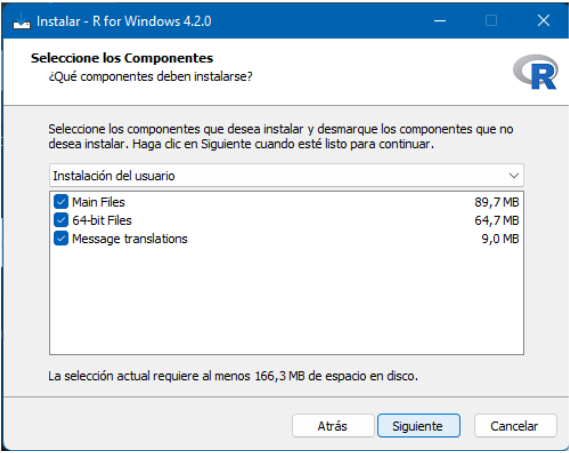 Instalar - R for Windows 4.2.0
Seleccione los Componentes
¿Qué componentes deben instalarse?
R
Seleccione los componentes que desea instalar y desmarque los componentes que no
desea instalar. Haga clic en Siguiente cuando esté listo para continuar.
Instalación del usuario
Main Files 89,7 MB
64-bit Files 64,7 MB
Message translations 9,0 MB
La selección actual requiere al menos 166,3 MB de espacio en disco.
Atrás Siguiente Cancelar